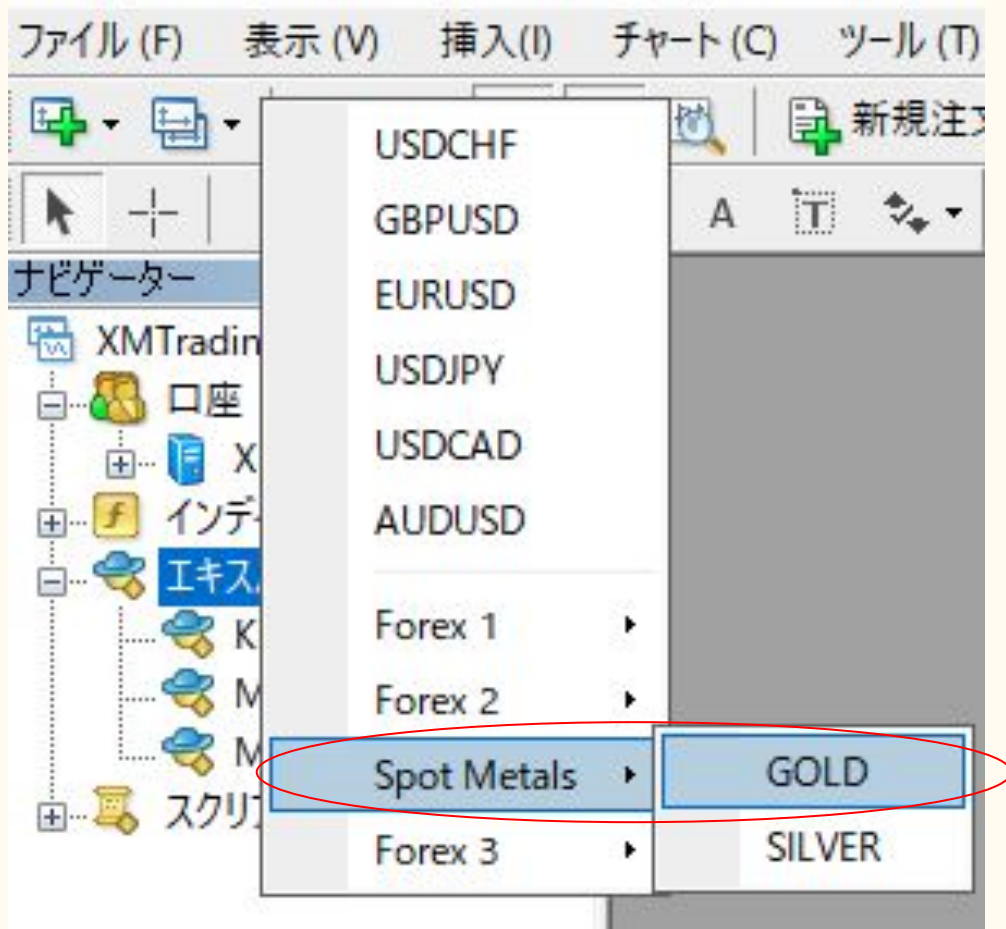 ファイル (F) 表示 (V) 挿入(I) チャート (C) ツール (T)
新規注文
A T
ナビゲーター
XMTradin
口座
X
インディ
エキス
K
M
M
スクリプ
USDCHF
GBPUSD
EURUSD
USDJPY
USDCAD
AUDUSD
Forex 1
Forex 2
Spot Metals
Forex 3
GOLD
SILVER